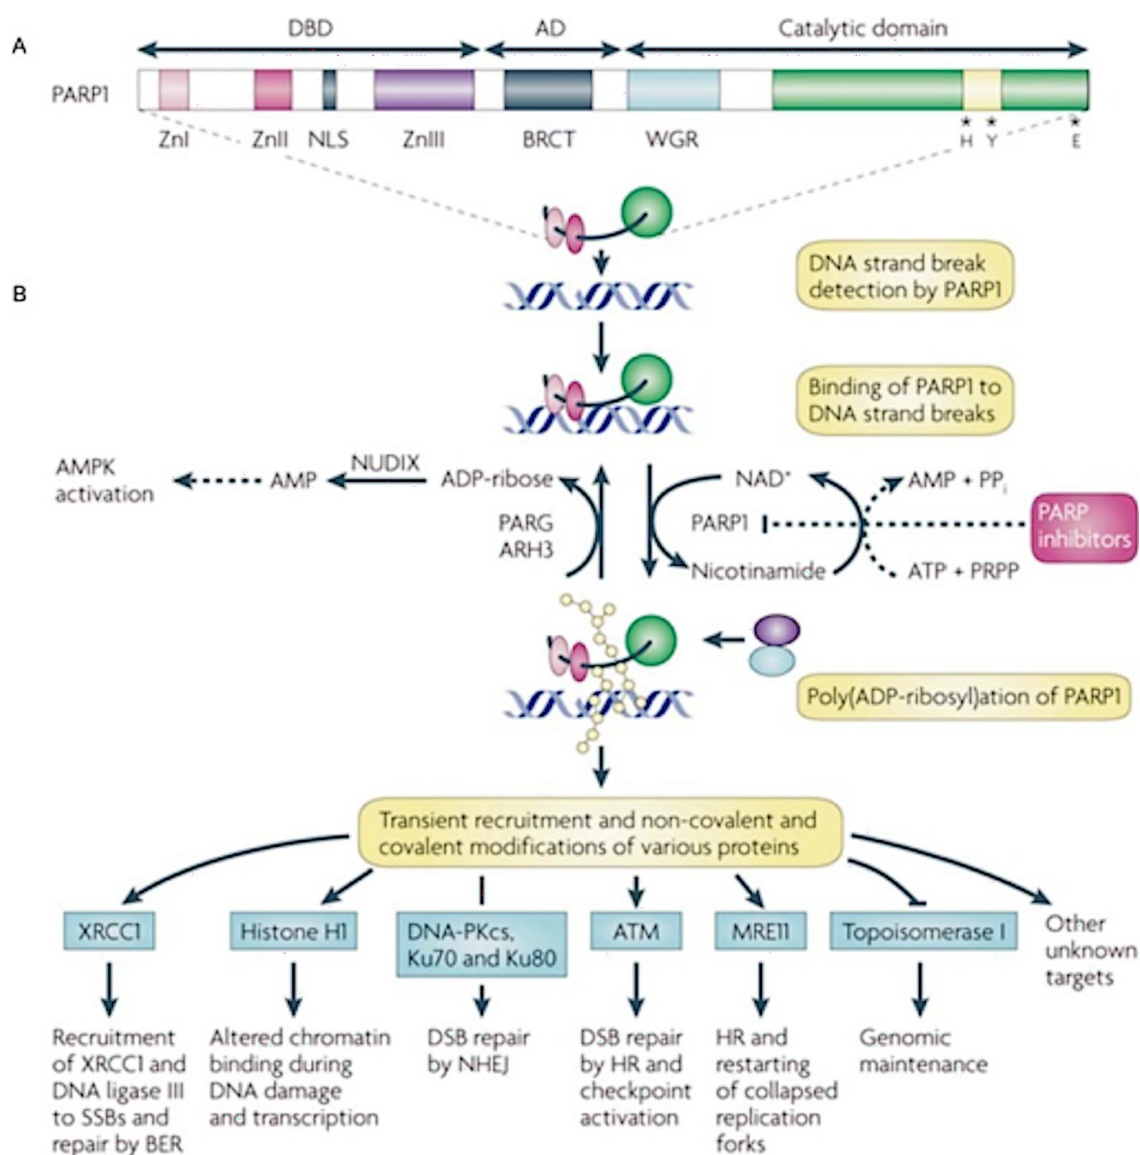 A
DBD AD Catalytic domain
PARP1
ZnI ZnII NLS ZnIII BRCT WGR
* * *
H Y E
B
DNA strand break
detection by PARP1
Binding of PARP1 to
DNA strand breaks
AMPK
activation
AMP
NUDIX
ADP-ribose
PARG
ARH3
NAD+
PARP1
Nicotinamide
AMP + PPi
ATP + PRPP
PARP
inhibitors
Poly(ADP-ribosyl)ation of PARP1
Transient recruitment and non-covalent and
covalent modifications of various proteins
XRCC1
Histone H1
DNA-PKcs,
Ku70 and Ku80
ATM
MRE11
Topoisomerase I
Other
unknown
targets
Recruitment
of XRCC1 and
DNA ligase III
to SSBs and
repair by BER
Altered chromatin
binding during
DNA damage
and transcription
DSB repair
by NHEJ
DSB repair
by HR and
checkpoint
activation
HR and
restarting
of collapsed
replication
forks
Genomic
maintenance